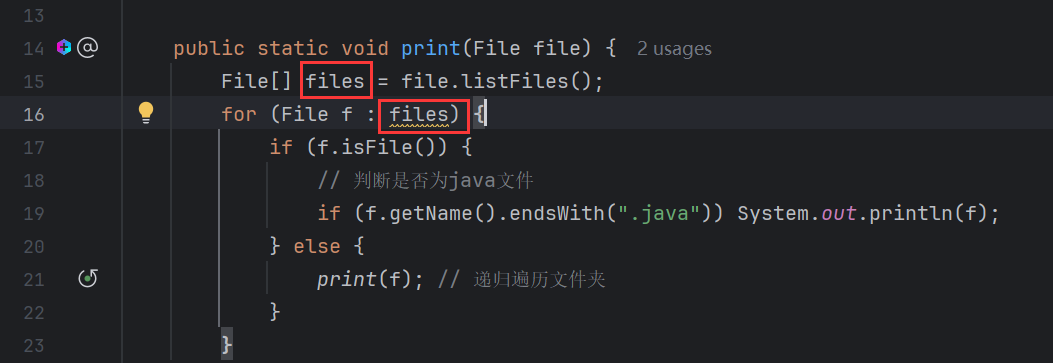 13
14 @ public static void print(File file) { 2 usages
15 File[] files = file.listFiles();
16 for (File f : files) {
17 if (f.isFile()) {
18 // 判断是否为java文件
19 if (f.getName().endsWith(".java")) System.out.println(f);
20 } else {
21 print(f); // 递归遍历文件夹
22 }
23 }